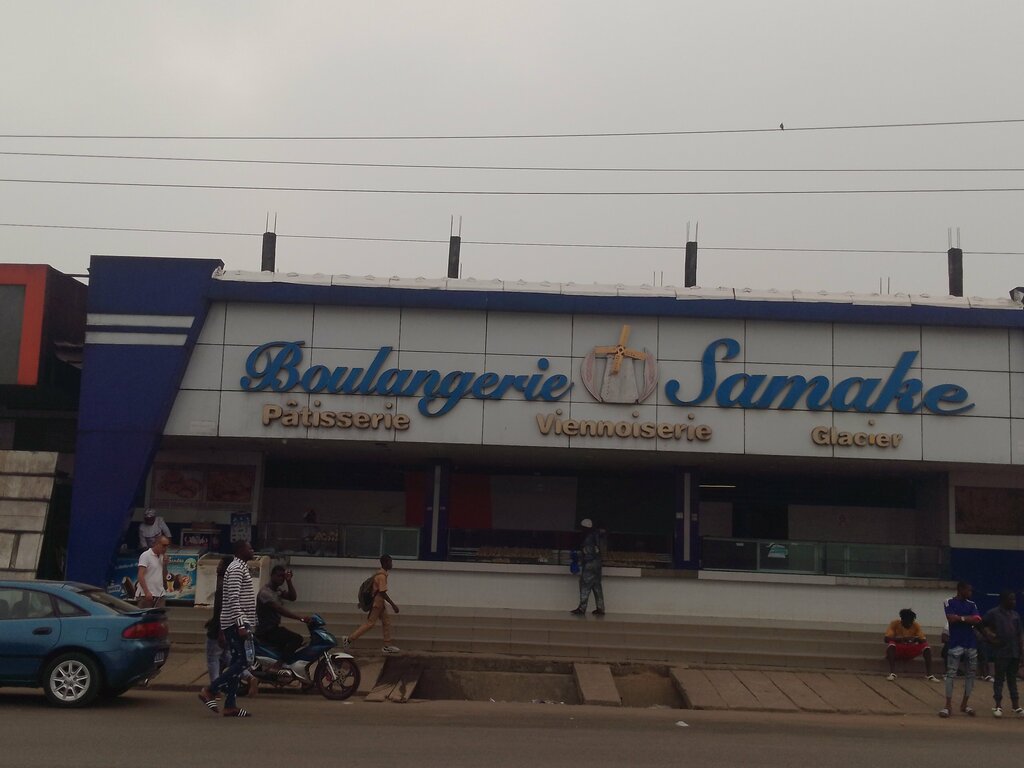 Boulangerie Samake
Pâtisserie Viennoiserie Glacier